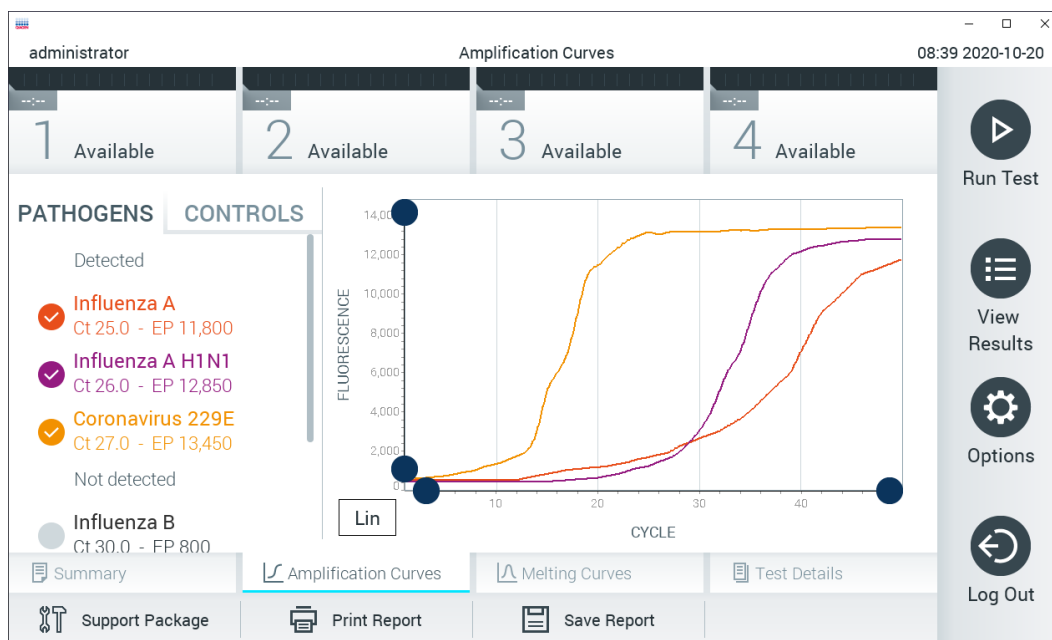 administrator
Amplification Curves
08:39 2020-10-20
--:--
--:--
--:--
--:--
1 Available
2 Available
3 Available
4 Available
Run Test
View
Results
Options
Log Out
PATHOGENS
CONTROLS
Detected
Influenza A
Ct 25.0 - EP 11,800
Influenza A H1N1
Ct 26.0 - EP 12,850
Coronavirus 229E
Ct 27.0 - EP 13,450
Not detected
Influenza B
Ct 30.0 - EP 800
FLUORESCENCE
14,00
12,000
10,000
8,000
6,000
4,000
2,000
0
10
20
30
40
CYCLE
Lin
Summary
Amplification Curves
Melting Curves
Test Details
Support Package
Print Report
Save Report